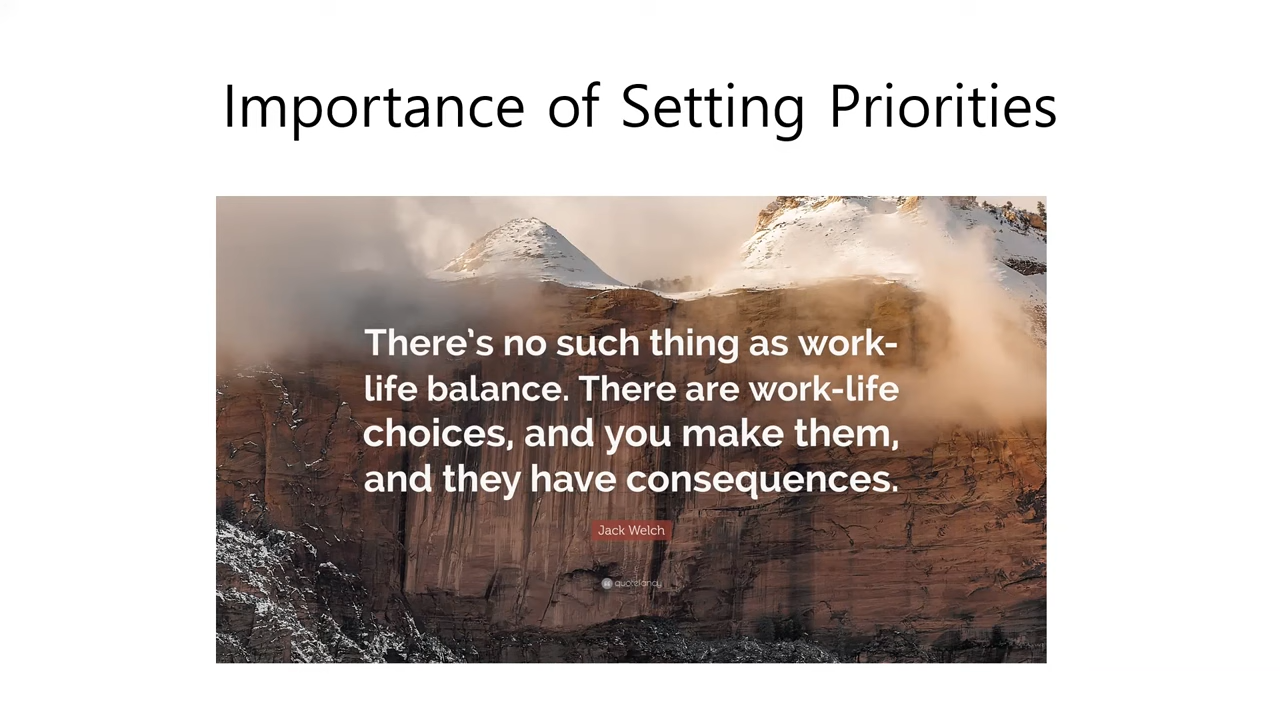 Importance of Setting Priorities
There’s no such thing as work-
life balance. There are work-life
choices, and you make them,
and they have consequences.
Jack Welch
quotefancy